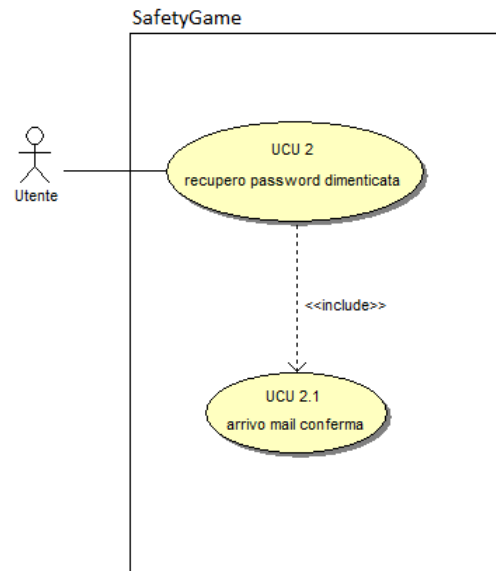 SafetyGame
UCU 2
recupero password dimenticata
Utente
<<include>>
UCU 2.1
arrivo mail conferma